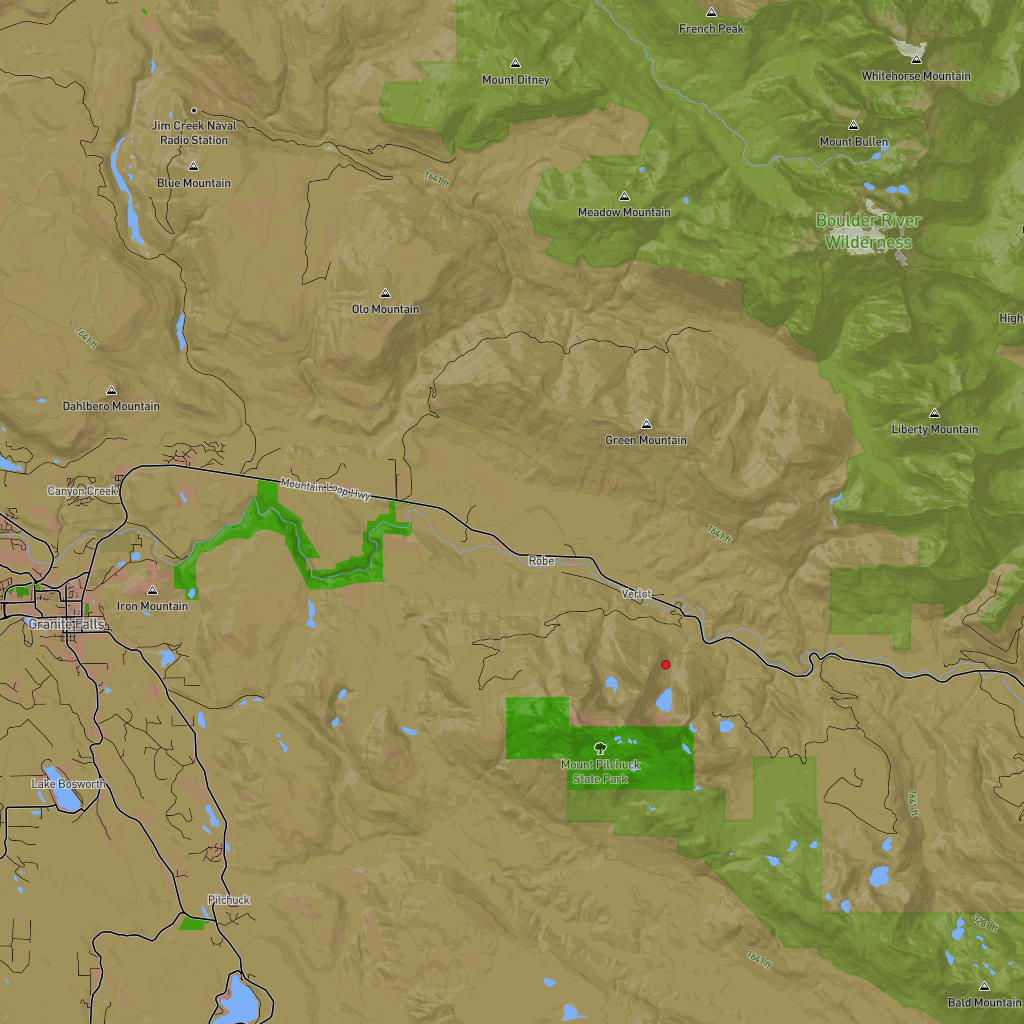 French Peak
Mount Ditney
Whitehorse Mountain
Jim Creek Naval
Radio Station
Mount Bullen
Blue Mountain
1641 ft
Meadow Mountain
Boulder River
Wilderness
Olo Mountain
High
1641 ft
Dahlbero Mountain
Liberty Mountain
Green Mountain
Canyon Creek
Mountain Loop Hwy
1641 ft
Robe
Verlot
Iron Mountain
Granite Falls
Mount Pilchuck
State Park
Lake Bosworth
1641 ft
Pilchuck
3281 ft
1641 ft
Bald Mountain